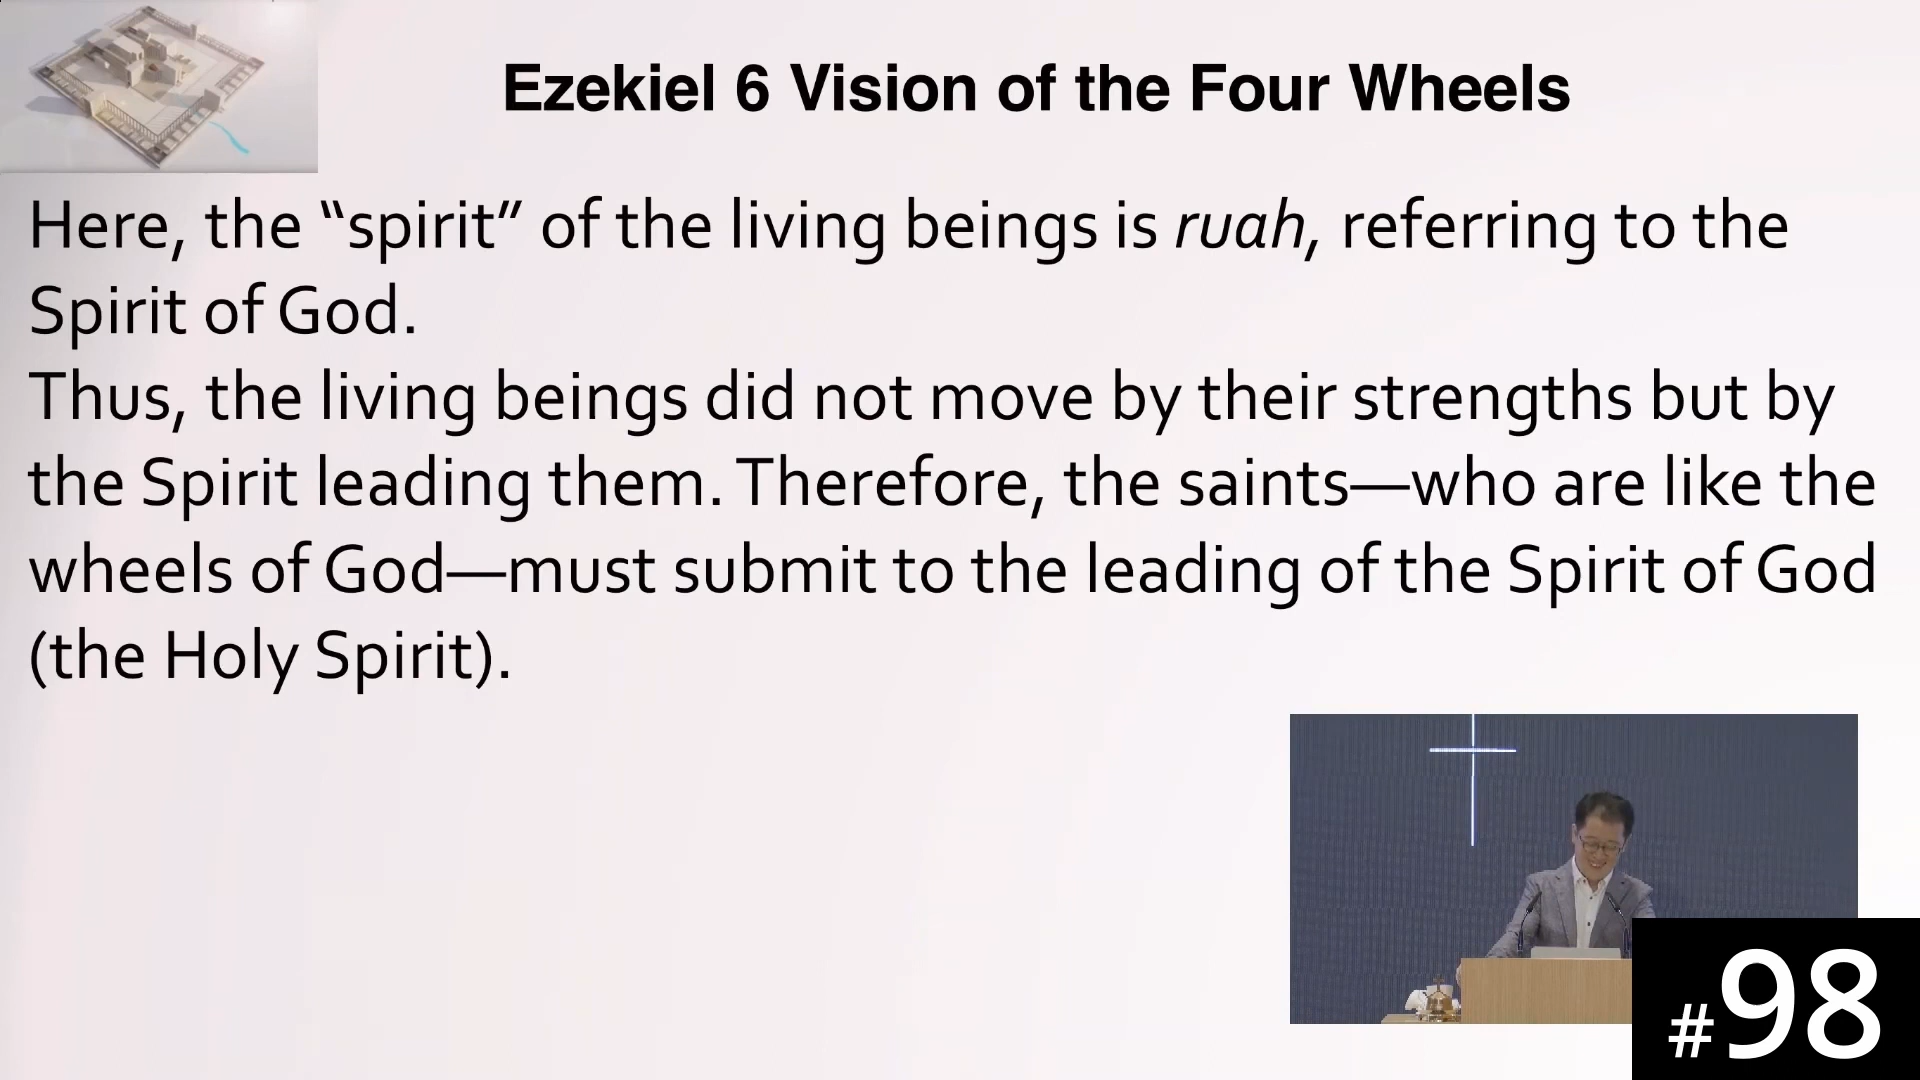 Ezekiel 6 Vision of the Four Wheels
Here, the “spirit” of the living beings is ruah, referring to the
Spirit of God.
Thus, the living beings did not move by their strengths but by
the Spirit leading them. Therefore, the saints—who are like the
wheels of God—must submit to the leading of the Spirit of God
(the Holy Spirit).
#98